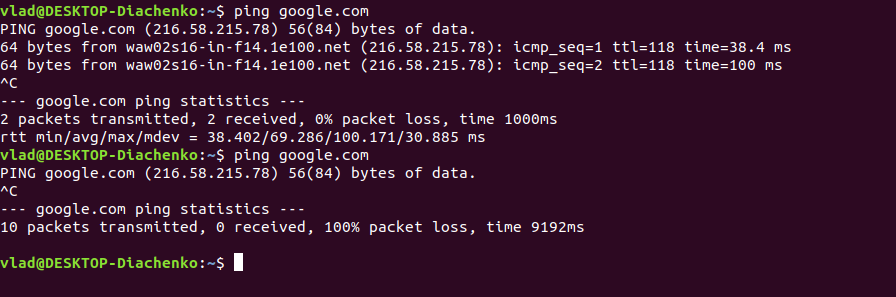 vlad@DESKTOP-Diachenko:~$ ping google.com
PING google.com (216.58.215.78) 56(84) bytes of data.
64 bytes from waw02s16-in-f14.1e100.net (216.58.215.78): icmp_seq=1 ttl=118 time=38.4 ms
64 bytes from waw02s16-in-f14.1e100.net (216.58.215.78): icmp_seq=2 ttl=118 time=100 ms
^C
--- google.com ping statistics ---
2 packets transmitted, 2 received, 0% packet loss, time 1000ms
rtt min/avg/max/mdev = 38.402/69.286/100.171/30.885 ms
vlad@DESKTOP-Diachenko:~$ ping google.com
PING google.com (216.58.215.78) 56(84) bytes of data.
^C
--- google.com ping statistics ---
10 packets transmitted, 0 received, 100% packet loss, time 9192ms
vlad@DESKTOP-Diachenko:~$